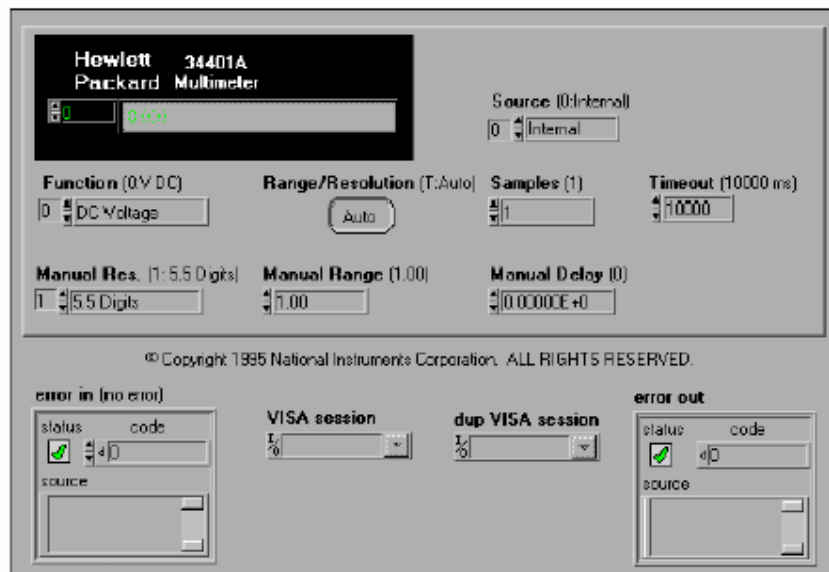 Hewlett 34401A
Packard Multimeter
0 0.000
Source (0:Internal)
0 Internal
Function (0:V DC) Range/Resolution (T:Auto) Samples (1) Timeout (10000 ms)
0 DC Voltage Auto 1 10000
Manual Res. (1: 5.5 Digits) Manual Range (1.00) Manual Delay (0)
1 5.5 Digits 1.00 0.00000E+0
© Copyright 1995 National Instruments Corporation. ALL RIGHTS RESERVED.
error in (no error) VISA session dup VISA session error out
status code I/O I/O status code
d 0 d 0
source source